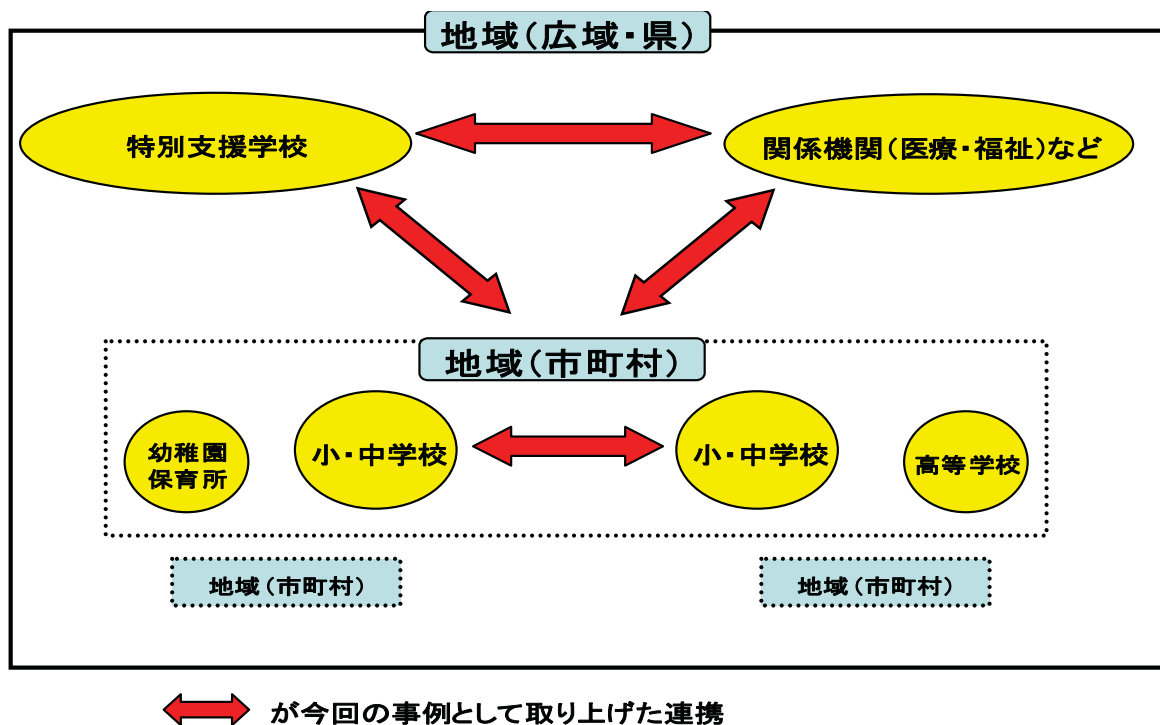 地域(広域・県)
特別支援学校
関係機関(医療・福祉)など
地域(市町村)
幼稚園
保育所
小・中学校
小・中学校
高等学校
地域(市町村)
地域(市町村)
が今回の事例として取り上げた連携